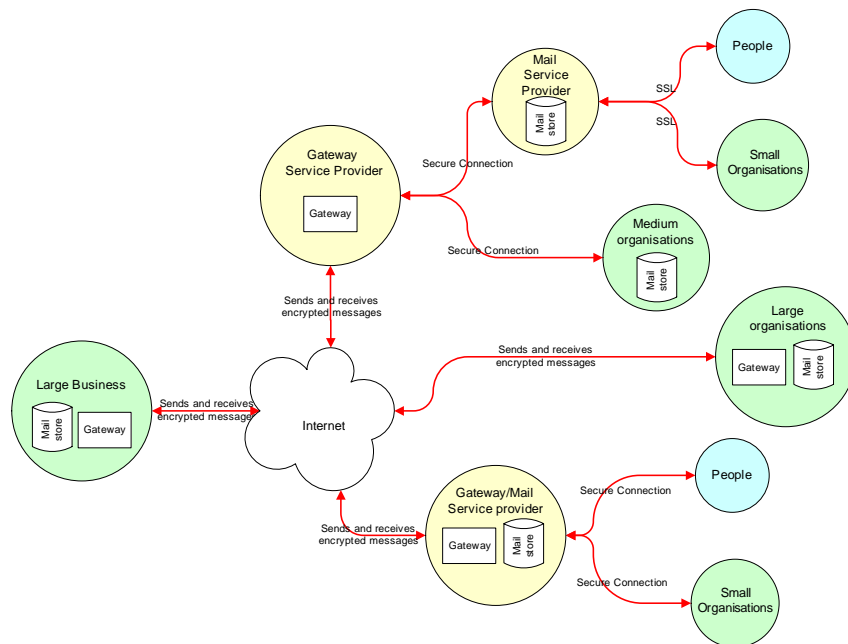 People
Mail
Service
Provider
Mail
store
SSL
SSL
Small
Organisations
Gateway
Service Provider
Gateway
Secure Connection
Secure Connection
Medium
organisations
Mail
store
Sends and receives
encrypted messages
Large
organisations
Gateway
Mail
store
Sends and receives
encrypted messages
Large Business
Mail
store
Gateway
Sends and receives
encrypted message
Internet
People
Secure Connection
Gateway/Mail
Service provider
Gateway
Mail
store
Sends and receives
encrypted messages
Secure Connection
Small
Organisations